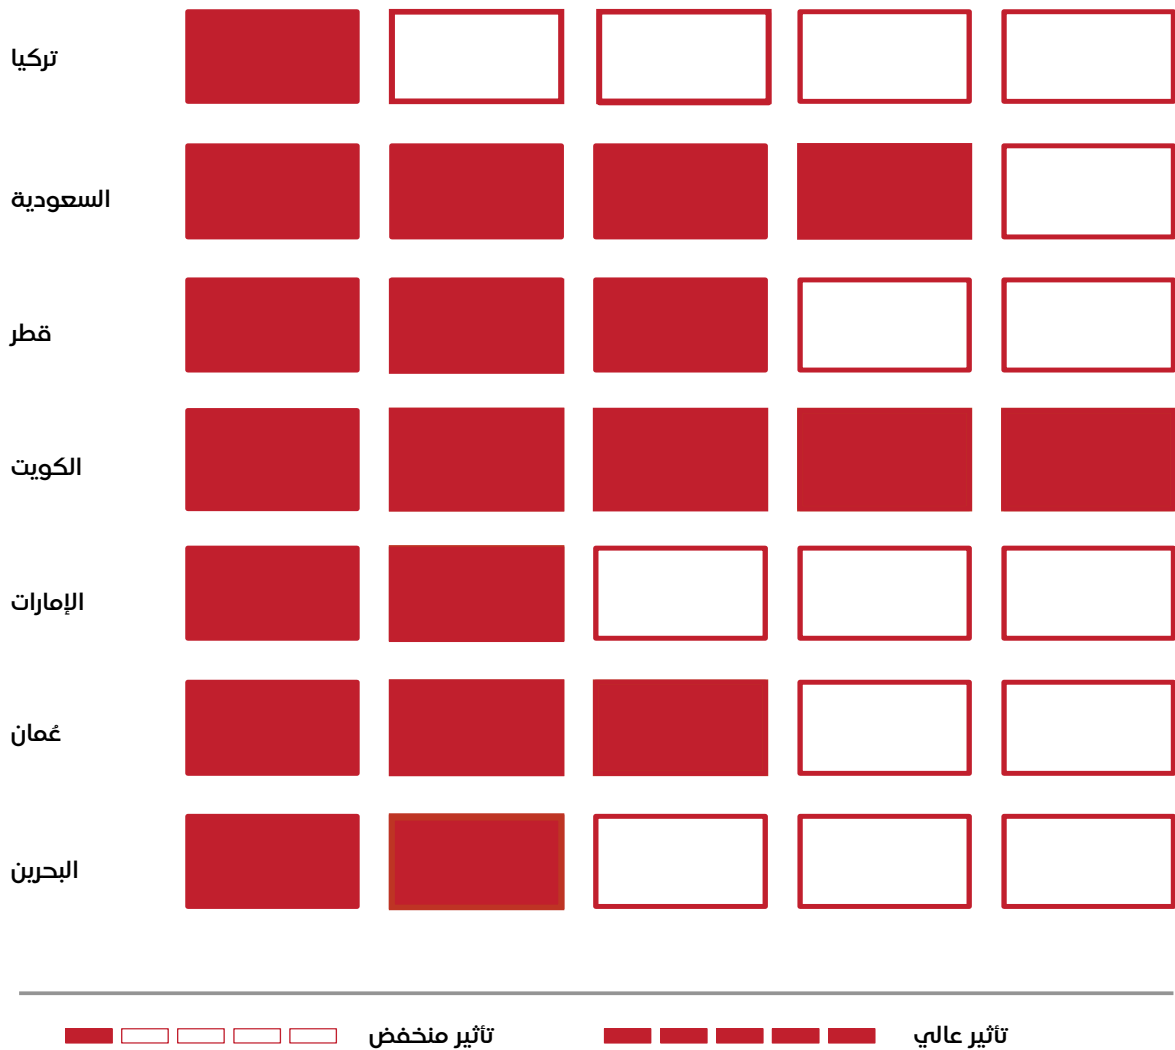 تركيا
السعودية
قطر
الكويت
الإمارات
عُمان
البحرين
تأثير عالي
تأثير منخفض